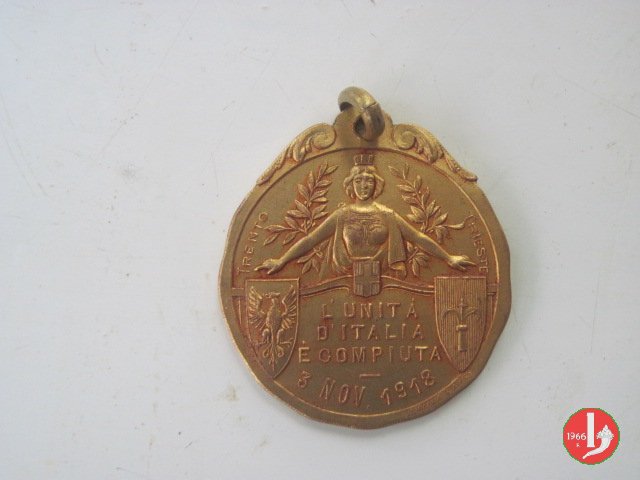 TRENTO
TRIESTE
L'UNITÀ
D'ITALIA
È COMPIUTA
3 NOV. 1918
1966